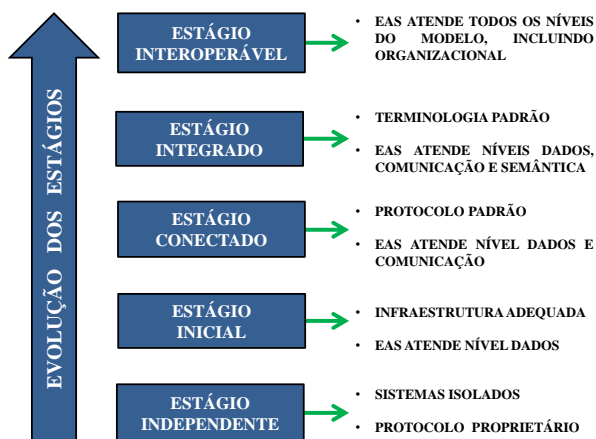 EVOLUÇÃO DOS ESTÁGIOS
ESTÁGIO
INTEROPERÁVEL
• EAS ATENDE TODOS OS NÍVEIS
DO MODELO, INCLUINDO
ORGANIZACIONAL
ESTÁGIO
INTEGRADO
• TERMINOLOGIA PADRÃO
• EAS ATENDE NÍVEIS DADOS,
COMUNICAÇÃO E SEMÂNTICA
ESTÁGIO
CONECTADO
• PROTOCOLO PADRÃO
• EAS ATENDE NÍVEL DADOS E
COMUNICAÇÃO
ESTÁGIO
INICIAL
• INFRAESTRUTURA ADEQUADA
• EAS ATENDE NÍVEL DADOS
ESTÁGIO
INDEPENDENTE
• SISTEMAS ISOLADOS
• PROTOCOLO PROPRIETÁRIO